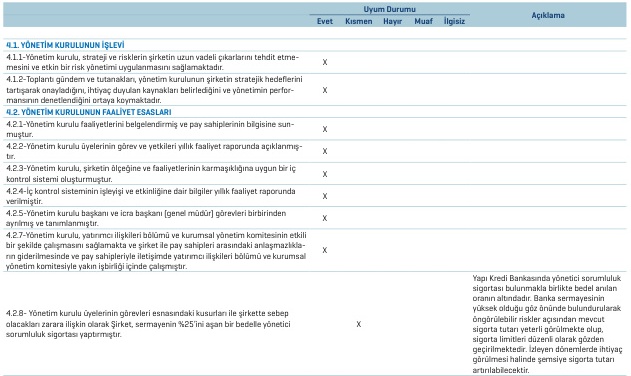 Uyum Durumu
Evet Kısmen Hayır Muaf İlgisiz Açıklama
4.1. YÖNETİM KURULUNUN İŞLEVİ
4.1.1-Yönetim kurulu, strateji ve risklerin şirketin uzun vadeli çıkarlarını tehdit etme-
mesini ve etkin bir risk yönetimi uygulanmasını sağlamaktadır.
X
4.1.2-Toplantı gündem ve tutanakları, yönetim kurulunun şirketin stratejik hedeflerini
tartışarak onayladığını, ihtiyaç duyulan kaynakları belirlediğini ve yönetimin perfor-
mansının denetlendiğini ortaya koymaktadır.
X
4.2. YÖNETİM KURULUNUN FAALİYET ESASLARI
4.2.1-Yönetim kurulu faaliyetlerini belgelendirmiş ve pay sahiplerinin bilgisine sun-
muştur.
X
4.2.2-Yönetim kurulu üyelerinin görev ve yetkileri yıllık faaliyet raporunda açıklanmış-
tır.
X
4.2.3-Yönetim kurulu, şirketin ölçeğine ve faaliyetlerinin karmaşıklığına uygun bir iç
kontrol sistemi oluşturmuştur.
X
4.2.4-İç kontrol sisteminin işleyişi ve etkinliğine dair bilgiler yıllık faaliyet raporunda
verilmiştir.
X
4.2.5-Yönetim kurulu başkanı ve icra başkanı (genel müdür) görevleri birbirinden
ayrılmış ve tanımlanmıştır.
X
4.2.7-Yönetim kurulu, yatırımcı ilişkileri bölümü ve kurumsal yönetim komitesinin etkili
bir şekilde çalışmasını sağlamakta ve şirket ile pay sahipleri arasındaki anlaşmazlıkla-
rın giderilmesinde ve pay sahipleriyle iletişimde yatırımcı ilişkileri bölümü ve kurumsal
yönetim komitesiyle yakın işbirliği içinde çalışmıştır.
X
4.2.8- Yönetim kurulu üyelerinin görevleri esnasındaki kusurları ile şirkette sebep
olacakları zarara ilişkin olarak Şirket, sermayenin %25'ini aşan bir bedelle yönetici
sorumluluk sigortası yaptırmıştır.
X
Yapı Kredi Bankasında yönetici sorumluluk
sigortası bulunmakla birlikte bedel anılan
oranın altındadır. Banka sermayesinin
yüksek olduğu göz önünde bulundurularak
öngörülebilir riskler açısından mevcut
sigorta tutarı yeterli görülmekte olup,
sigorta limitleri düzenli olarak gözden
geçirilmektedir. İzleyen dönemlerde ihtiyaç
görülmesi halinde şemsiye sigorta tutarı
artırılabilecektir.